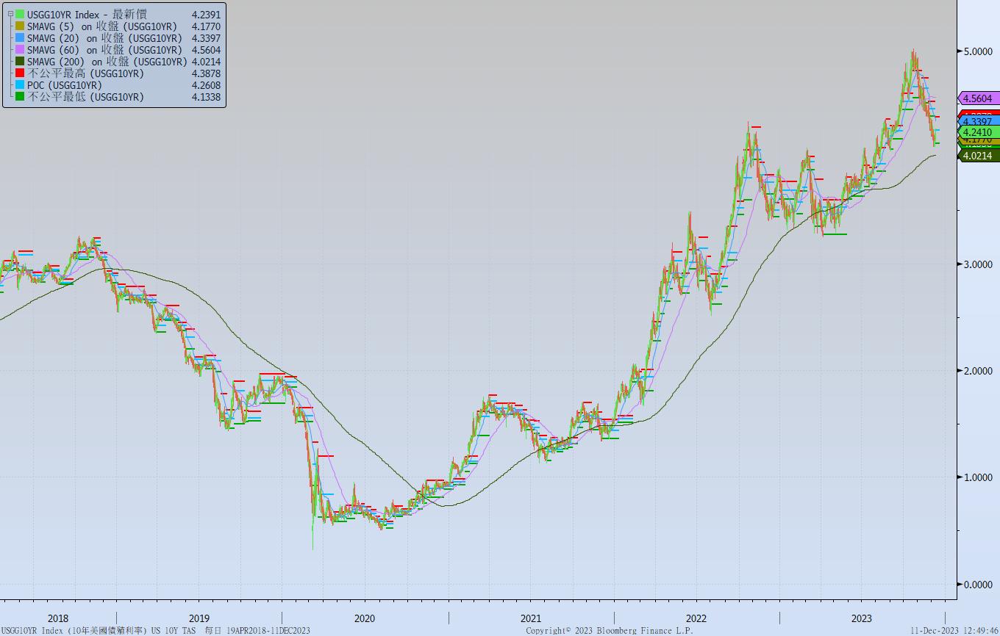 USGG10YR Index - 最新價 4.2391
SMAVG (5) on 收盤 (USGG10YR) 4.1770
SMAVG (20) on 收盤 (USGG10YR) 4.3397
SMAVG (60) on 收盤 (USGG10YR) 4.5604
SMAVG (200) on 收盤 (USGG10YR) 4.0214
不公平最高 (USGG10YR) 4.3878
POC (USGG10YR) 4.2608
不公平最低 (USGG10YR) 4.1338
5.0000
4.5604
4.3397
4.2410
4.0214
3.0000
2.0000
1.0000
0.0000
2018 2019 2020 2021 2022 2023
USGG10YR Index (10年美國債殖利率) US 10Y TAS 每日 19APR2018-11DEC2023 Copyright© 2023 Bloomberg Finance L.P. 11-Dec-2023 12:49:46